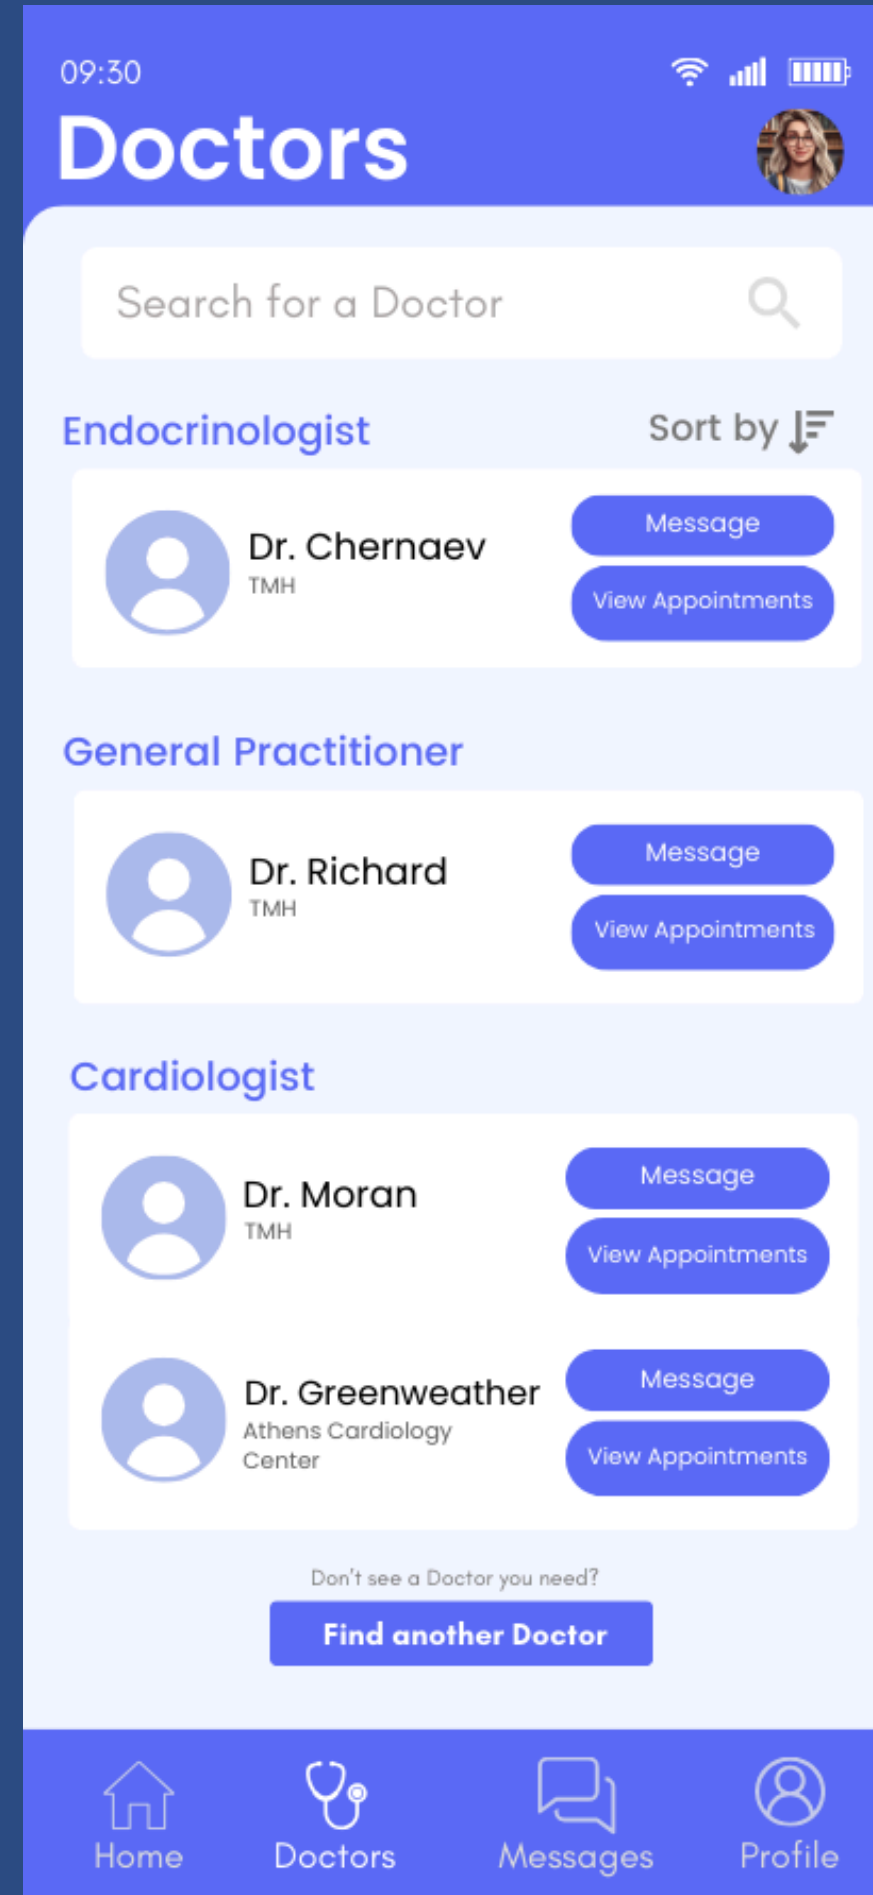 09:30
Doctors
Search for a Doctor
Endocrinologist
Sort by
Dr. Chernaev
TMH
Message
View Appointments
General Practitioner
Dr. Richard
TMH
Message
View Appointments
Cardiologist
Dr. Moran
TMH
Message
View Appointments
Dr. Greenweather
Athens Cardiology
Center
Message
View Appointments
Don't see a Doctor you need?
Find another Doctor
Home
Doctors
Messages
Profile